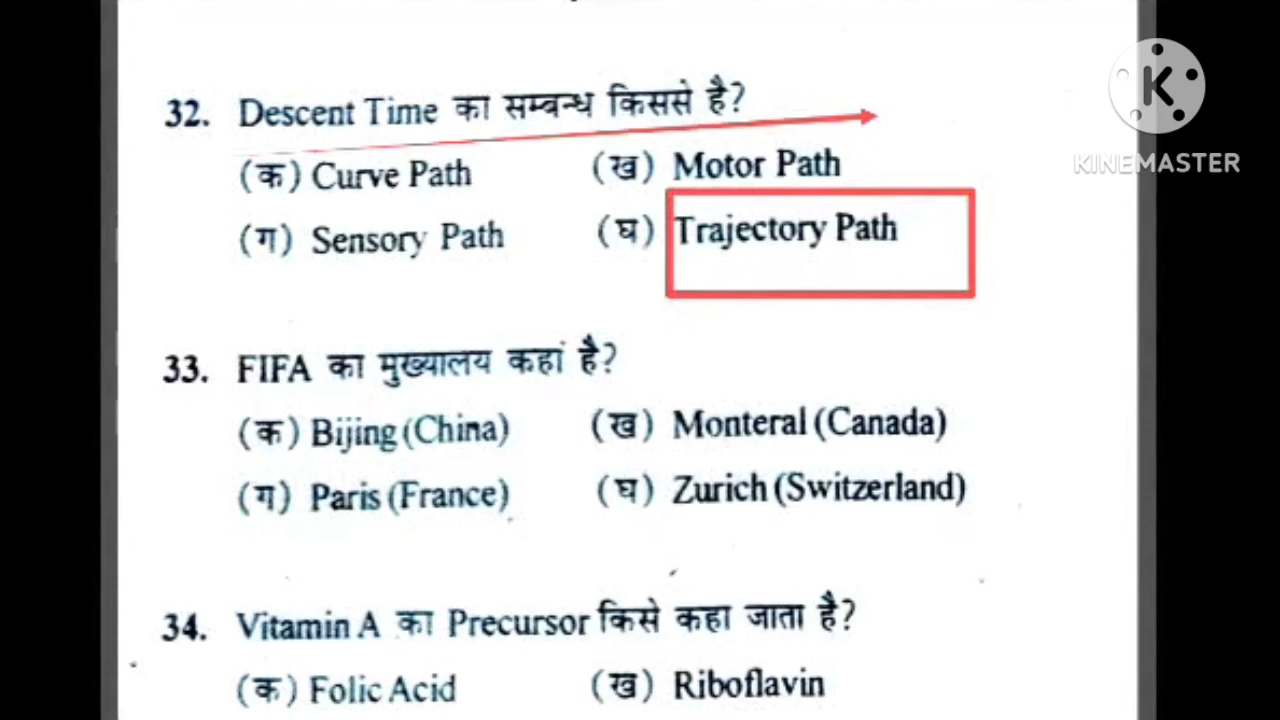 K
KINEMASTER
32. Descent Time का सम्बन्ध किससे है?
(क) Curve Path (ख) Motor Path
(ग) Sensory Path (घ) Trajectory Path
33. FIFA का मुख्यालय कहां है?
(क) Bijing (China) (ख) Monteral (Canada)
(ग) Paris (France) (घ) Zurich (Switzerland)
34. Vitamin A का Precursor किसे कहा जाता है?
(क) Folic Acid (ख) Riboflavin